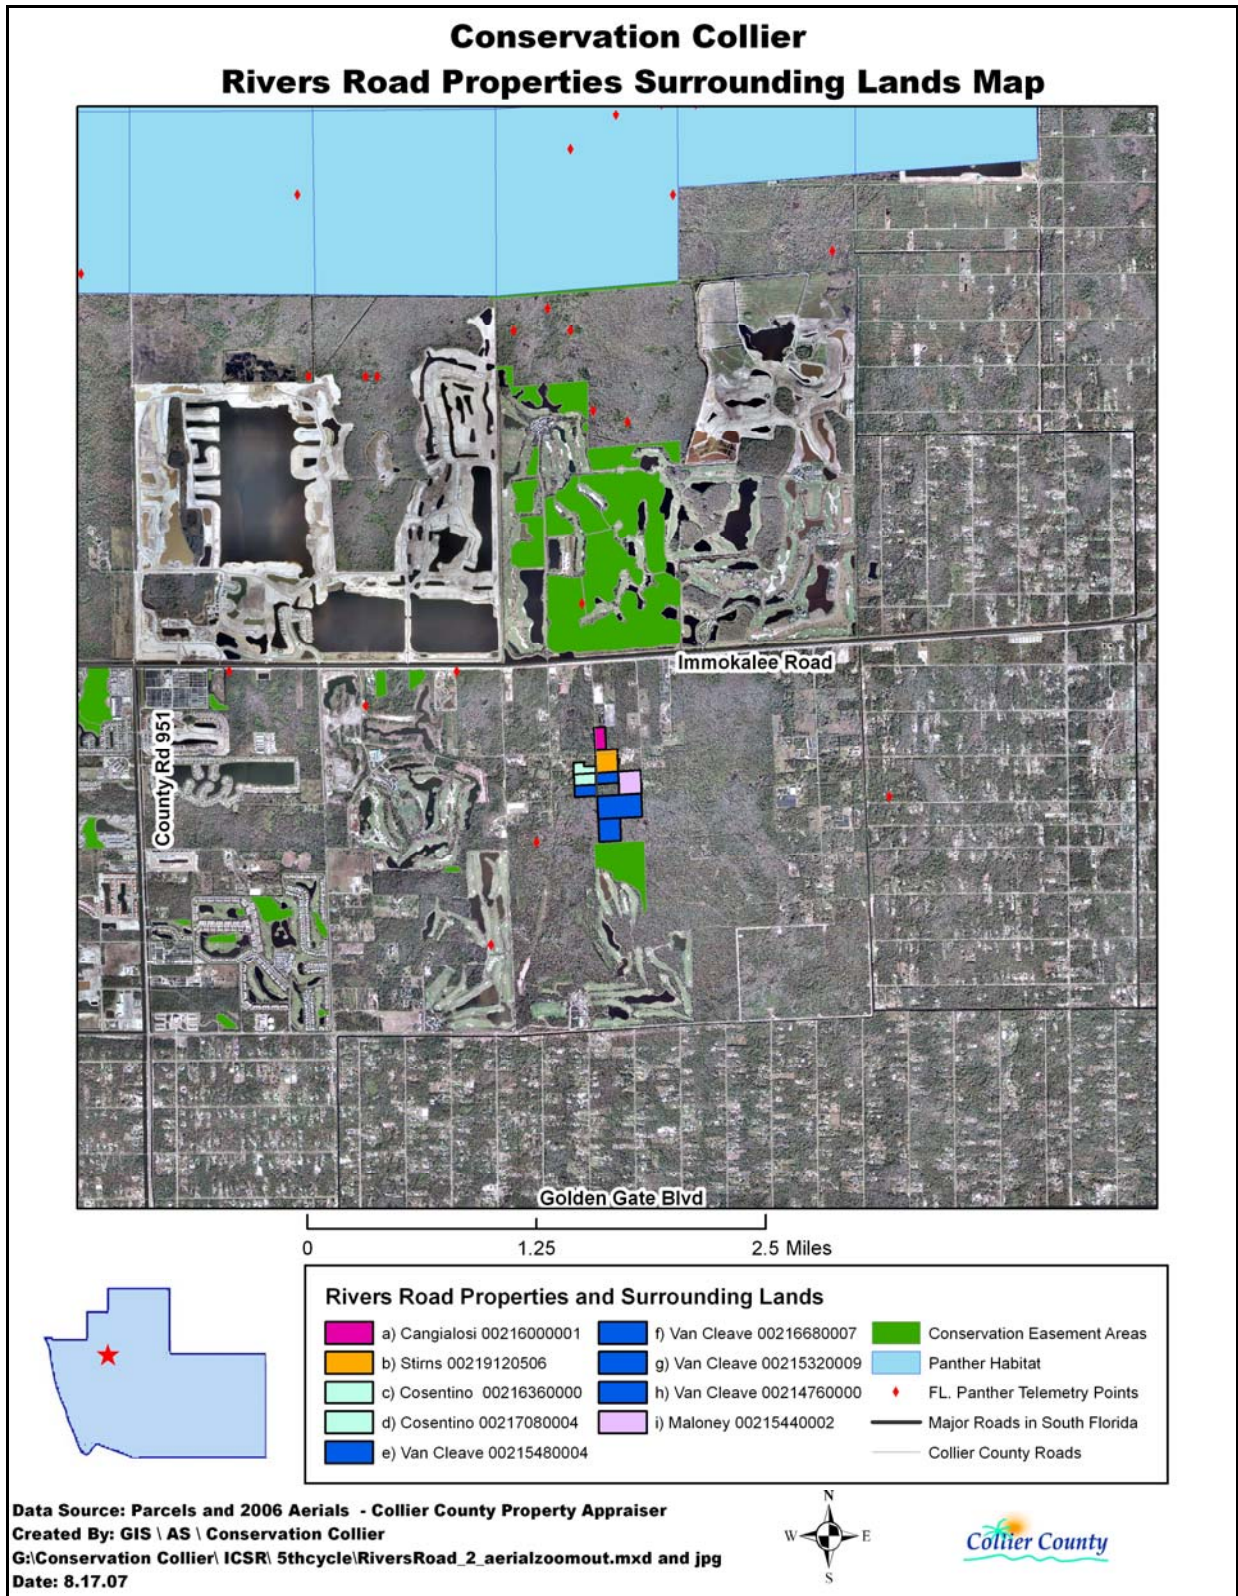 Conservation Collier
Rivers Road Properties Surrounding Lands Map
Immokalee Road
County Rd 951
Golden Gate Blvd
0 1.25 2.5 Miles
Rivers Road Properties and Surrounding Lands
a) Cangialosi 00216000001
b) Stirns 00219120506
c) Cosentino 00216360000
d) Cosentino 00217080004
e) Van Cleave 00215480004
f) Van Cleave 00216680007
g) Van Cleave 00215320009
h) Van Cleave 00214760000
i) Maloney 00215440002
Conservation Easement Areas
Panther Habitat
FL. Panther Telemetry Points
Major Roads in South Florida
Collier County Roads
Data Source: Parcels and 2006 Aerials - Collier County Property Appraiser
Created By: GIS \ AS \ Conservation Collier
G:\Conservation Collier\ ICSR\ 5thcycle\RiversRoad_2_aerialzoomout.mxd and jpg
Date: 8.17.07
N
W E
S
Collier County